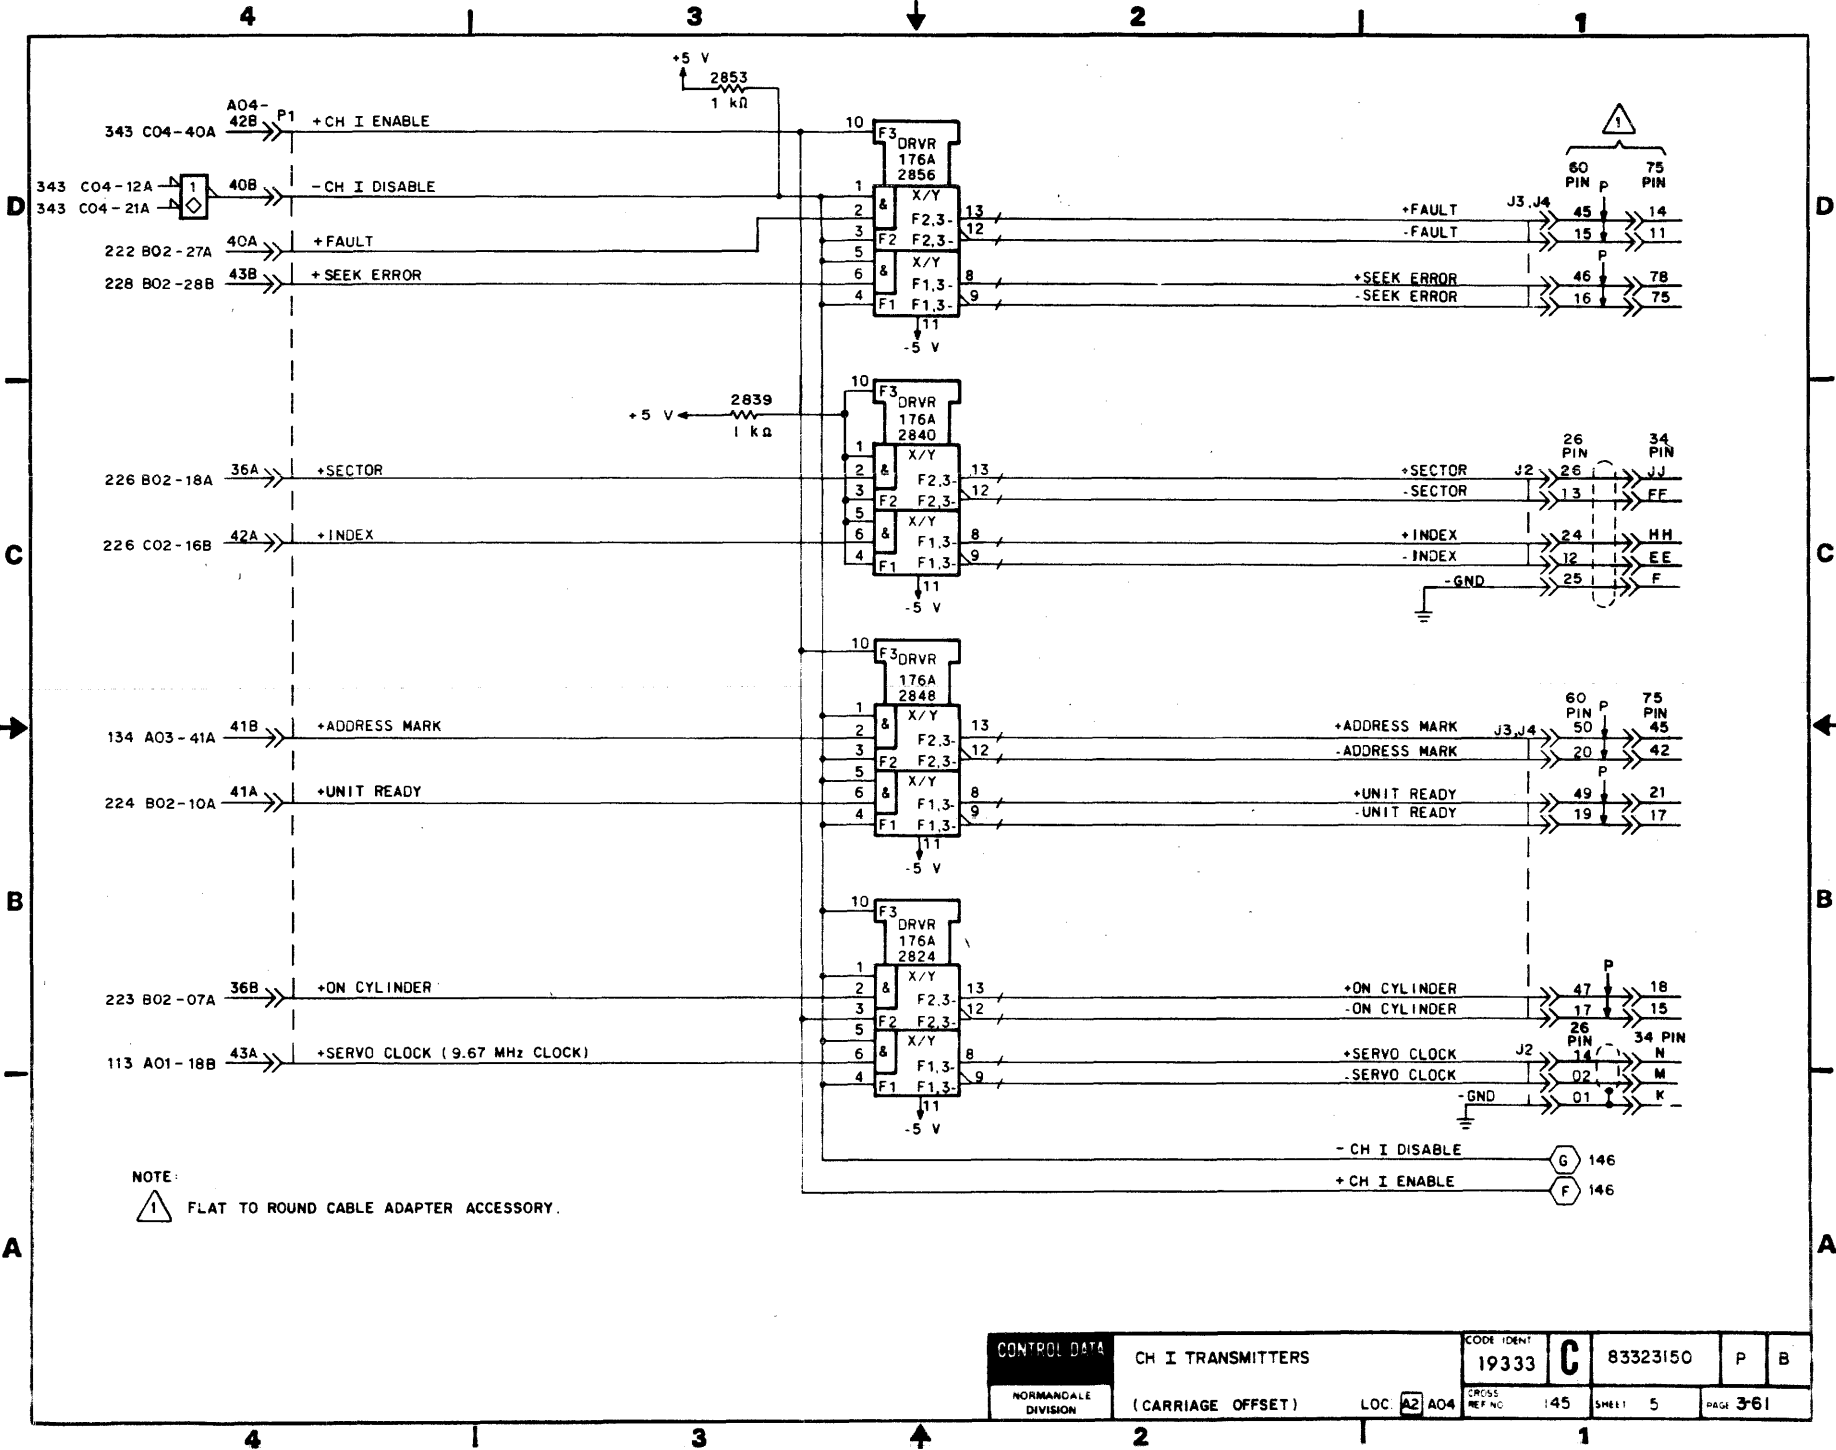 4 3 2 1
+5 V
2853
1 kΩ
A04-
343 C04-40A 42B P1 +CH I ENABLE
343 C04-12A
343 C04-21A
1
40B -CH I DISABLE
222 B02-27A 40A +FAULT
228 B02-28B 43B +SEEK ERROR
D
10 F3
DRVR
176A
2856
1 X/Y
2 & F2,3- 13
3 F2 F2,3- 12
5 X/Y
6 & F1,3- 8
4 F1 F1,3- 9
11
-5 V
1
60 PIN
75 PIN
P
+FAULT J3,J4 45 14
-FAULT 15 11
P
+SEEK ERROR 46 78
-SEEK ERROR 16 75
D
+5 V
2839
1 kΩ
10 F3
DRVR
176A
2840
226 B02-18A 36A +SECTOR
226 C02-16B 42A +INDEX
C
1 X/Y
2 & F2,3- 13
3 F2 F2,3- 12
5 X/Y
6 & F1,3- 8
4 F1 F1,3- 9
11
-5 V
26 PIN
34 PIN
+SECTOR J2 26 JJ
-SECTOR 13 FF
+INDEX 24 HH
-INDEX 12 EE
-GND 25 F
C
10 F3
DRVR
176A
2848
134 A03-41A 41B +ADDRESS MARK
224 B02-10A 41A +UNIT READY
1 X/Y
2 & F2,3- 13
3 F2 F2,3- 12
5 X/Y
6 & F1,3- 8
4 F1 F1,3- 9
11
-5 V
60 PIN
P
75 PIN
+ADDRESS MARK J3,J4 50 45
-ADDRESS MARK 20 42
P
+UNIT READY 49 21
-UNIT READY 19 17
B
10 F3
DRVR
176A
2824
223 B02-07A 36B +ON CYLINDER
113 A01-18B 43A +SERVO CLOCK (9.67 MHz CLOCK)
1 X/Y
2 & F2,3- 13
3 F2 F2,3- 12
5 X/Y
6 & F1,3- 8
4 F1 F1,3- 9
11
-5 V
P
+ON CYLINDER 47 18
-ON CYLINDER 17 15
26 PIN
34 PIN
+SERVO CLOCK J2 14 N
-SERVO CLOCK 02 M
-GND 01 K
B
-CH I DISABLE G 146
+CH I ENABLE F 146
NOTE:
1 FLAT TO ROUND CABLE ADAPTER ACCESSORY.
A A
CONTROL DATA
NORMANDALE
DIVISION
CH I TRANSMITTERS
(CARRIAGE OFFSET) LOC: A2 A04
CODE IDENT
19333
C
83323150
P
B
CROSS
REF NO 145
SHEET 5
PAGE 3-61
4 3 2 1